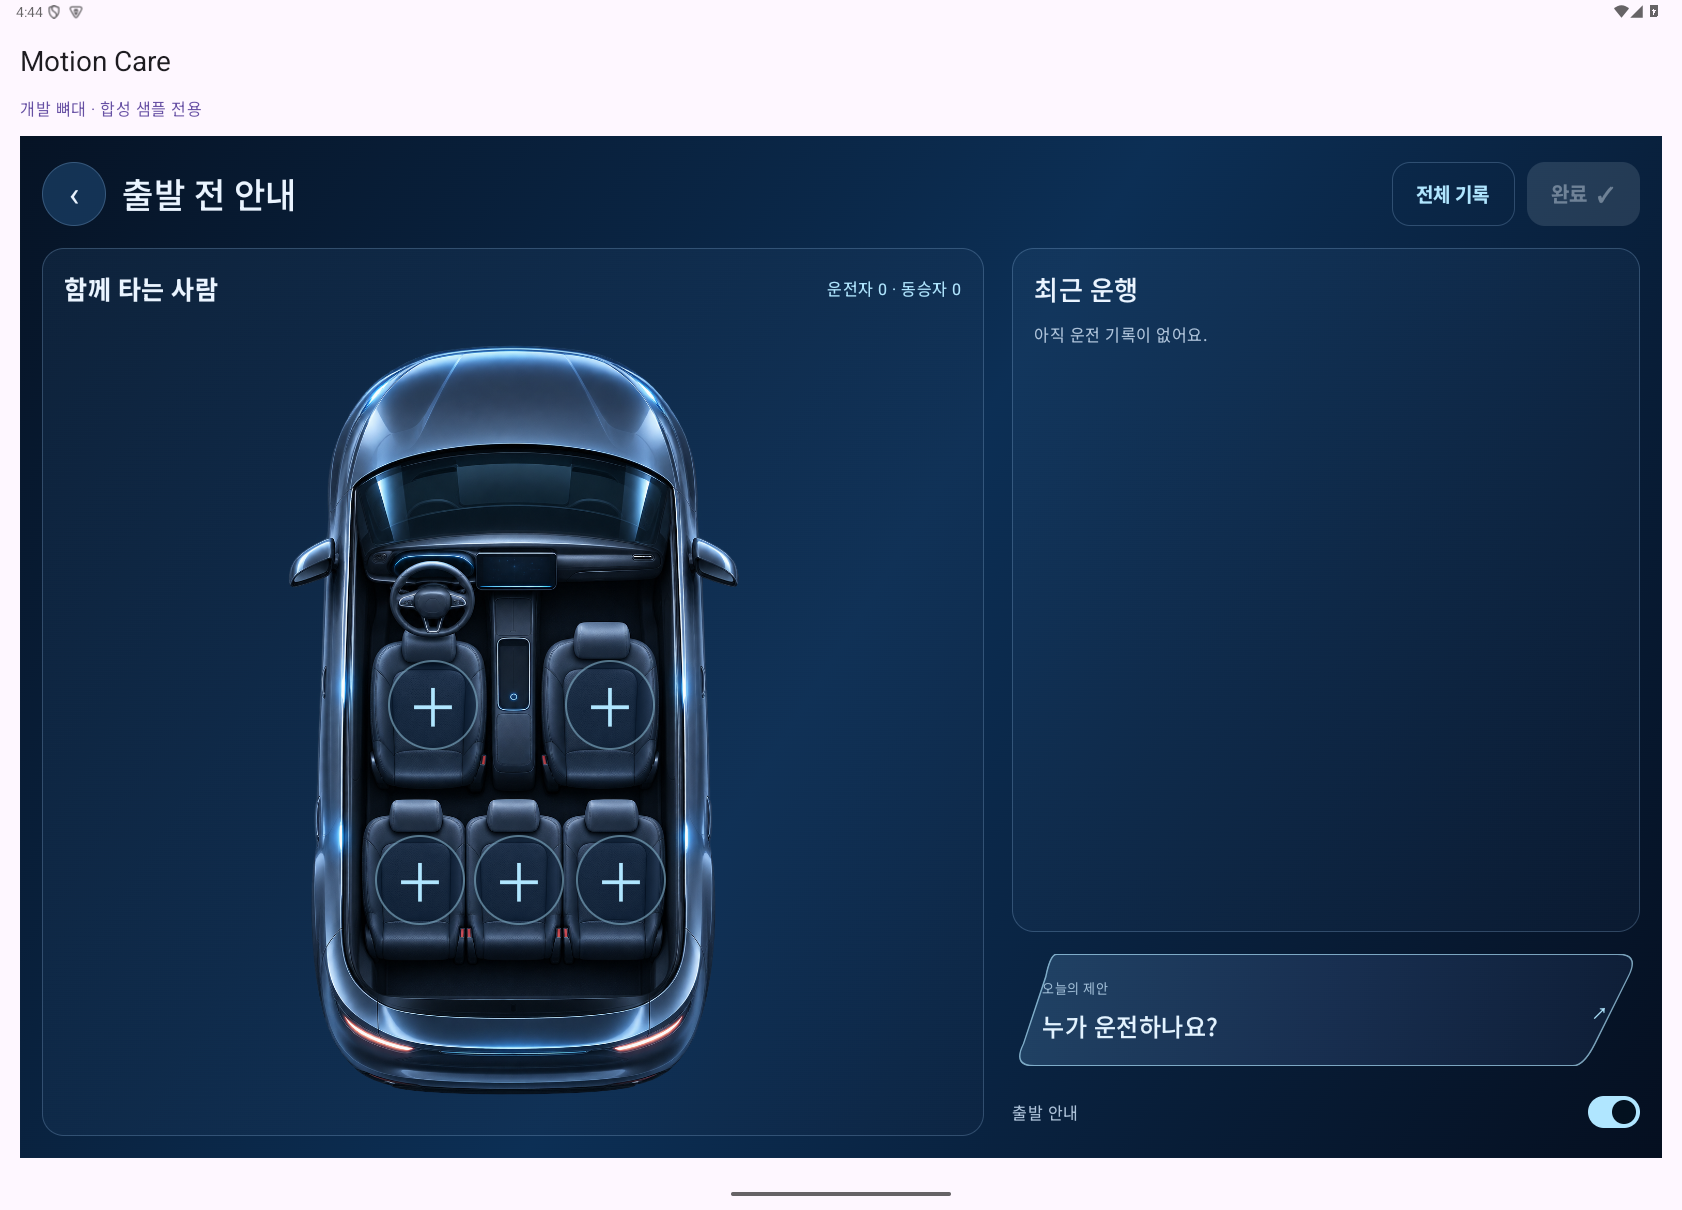 4:44
Motion Care
개발 뼈대 · 합성 샘플 전용
출발 전 안내
전체 기록
완료 ✓
함께 타는 사람
운전자 0 · 동승자 0
최근 운행
아직 운전 기록이 없어요.
오늘의 제안
누가 운전하나요?
출발 안내